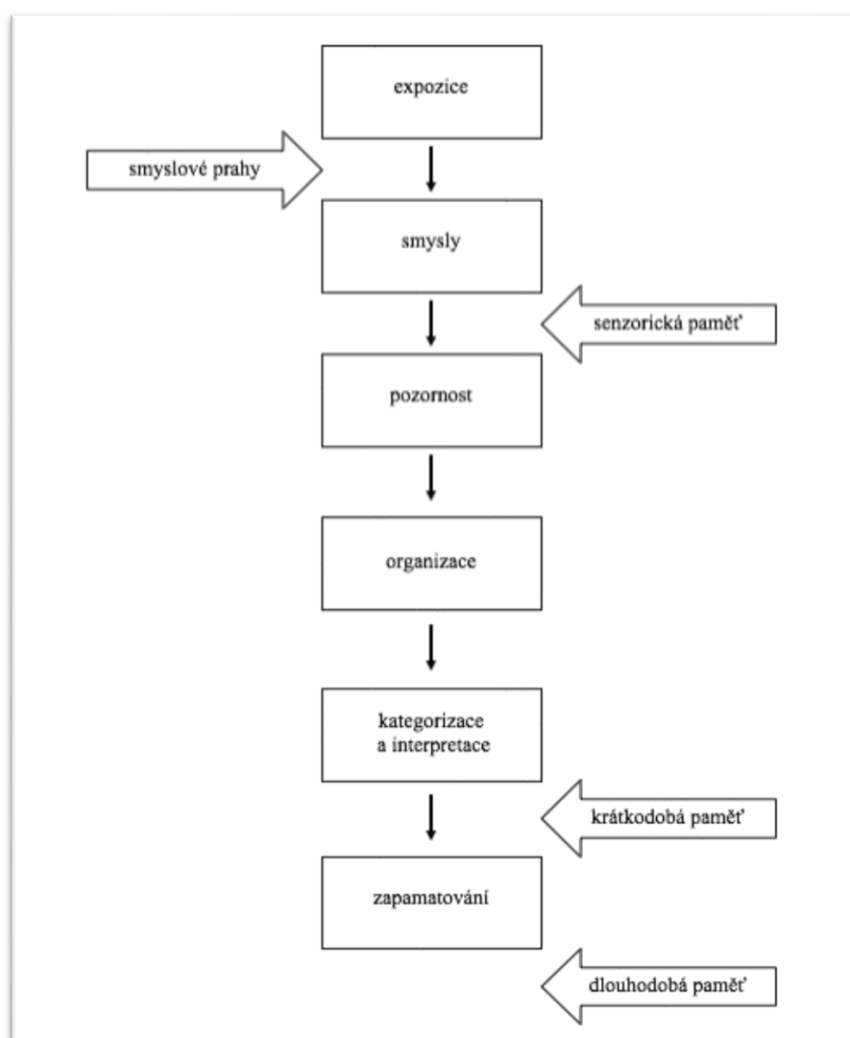 expozice
smyslové prahy
smysly
senzorická paměť
pozornost
organizace
kategorizace
a interpretace
krátkodobá paměť
zapamatování
dlouhodobá paměť